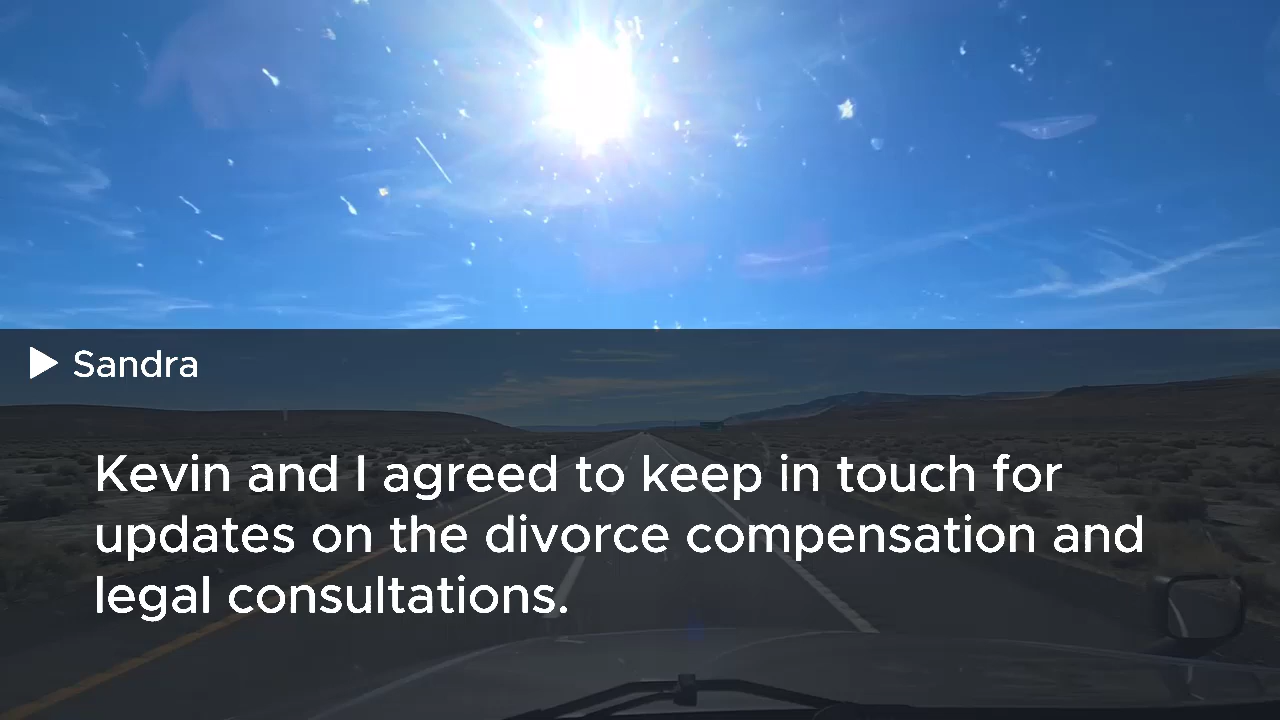 Sandra
Kevin and I agreed to keep in touch for
updates on the divorce compensation and
legal consultations.